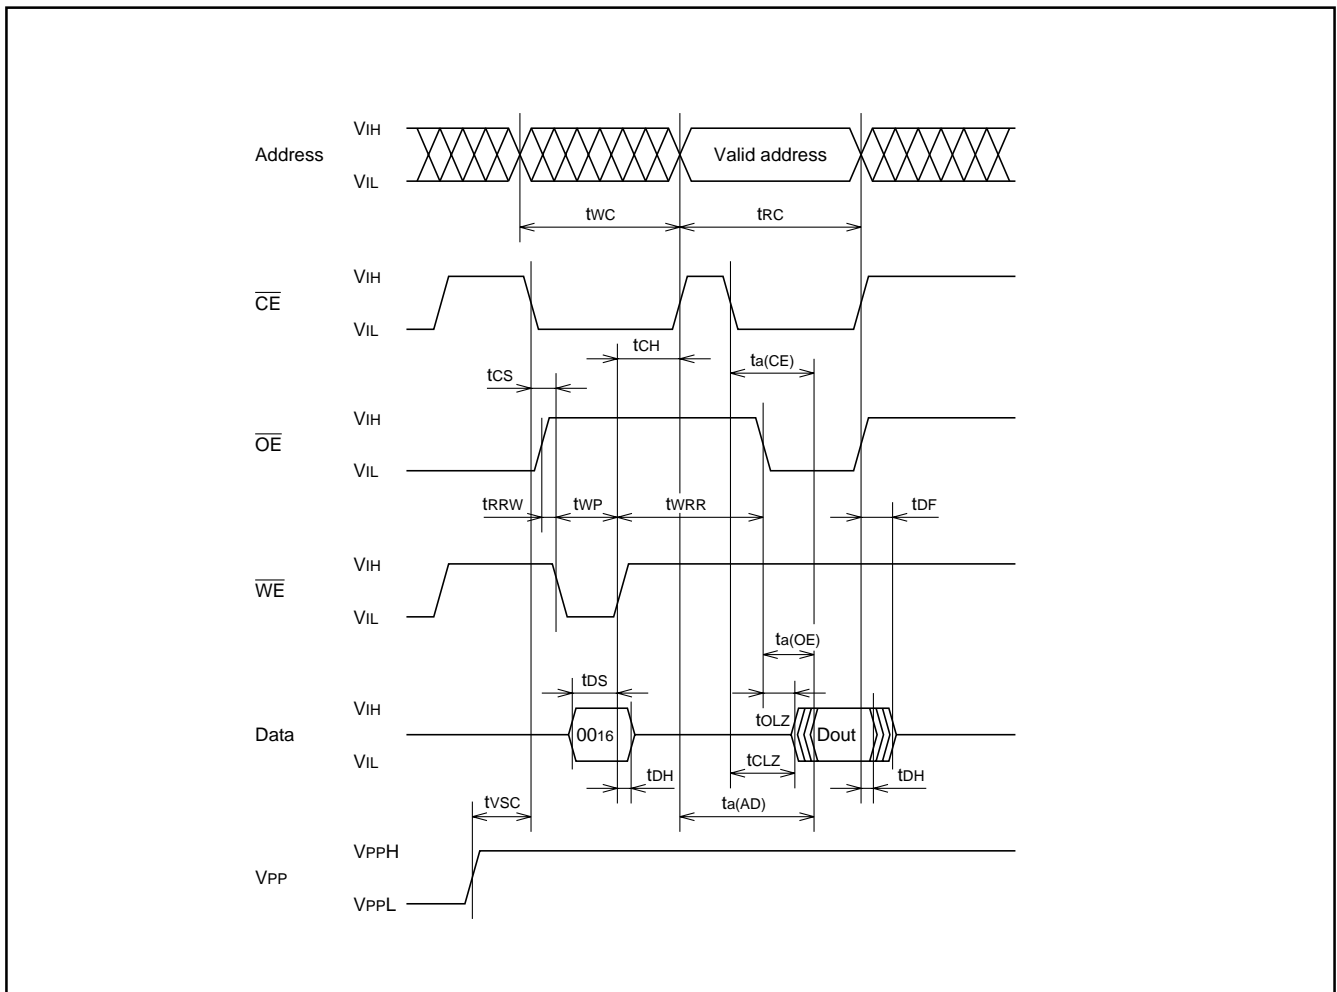 VIH
Address
Valid address
VIL
tWC
tRC
VIH
CE
VIL
tCH
ta(CE)
tCS
VIH
OE
VIL
tRRW
tWP
tWRR
tDF
VIH
WE
VIL
ta(OE)
tDS
VIH
tOLZ
Data
0016
Dout
VIL
tCLZ
tDH
tDH
tVSC
ta(AD)
VPPH
VPP
VPPL